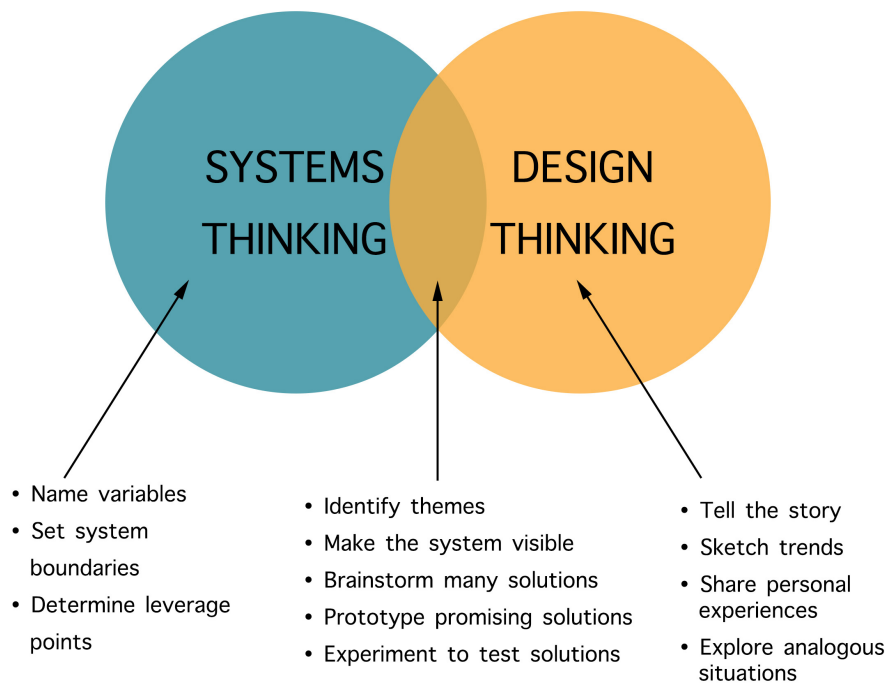 SYSTEMS
THINKING
DESIGN
THINKING
• Name variables
• Set system
boundaries
• Determine leverage
points
• Identify themes
• Make the system visible
• Brainstorm many solutions
• Prototype promising solutions
• Experiment to test solutions
• Tell the story
• Sketch trends
• Share personal
experiences
• Explore analogous
situations